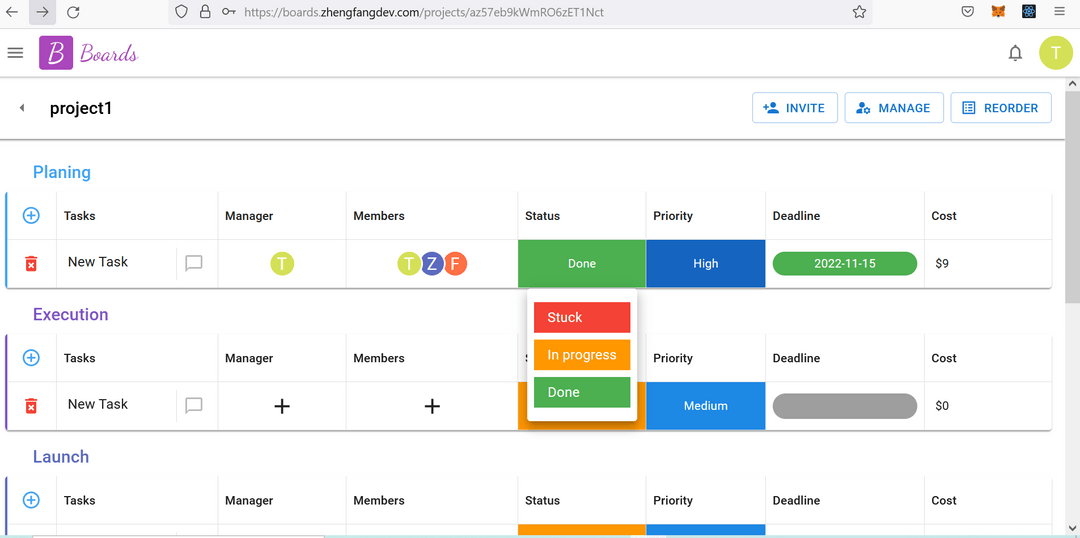 https://boards.zhengfangdev.com/projects/az57eb9kWmRO6zET1Nct
B Boards
T
project1
INVITE
MANAGE
REORDER
Planing
Tasks Manager Members Status Priority Deadline Cost
New Task T T Z F Done High 2022-11-15 $9
Stuck
In progress
Done
Execution
Tasks Manager Members Priority Deadline Cost
New Task Medium $0
Launch
Tasks Manager Members Status Priority Deadline Cost